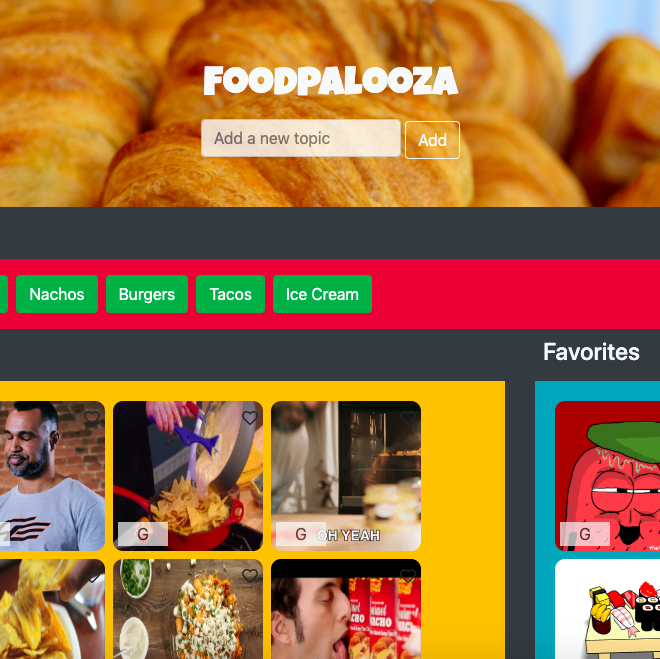 FOODPALOOZA
Add a new topic
Add
Nachos
Burgers
Tacos
Ice Cream
Favorites
G
G
OH YEAH
G